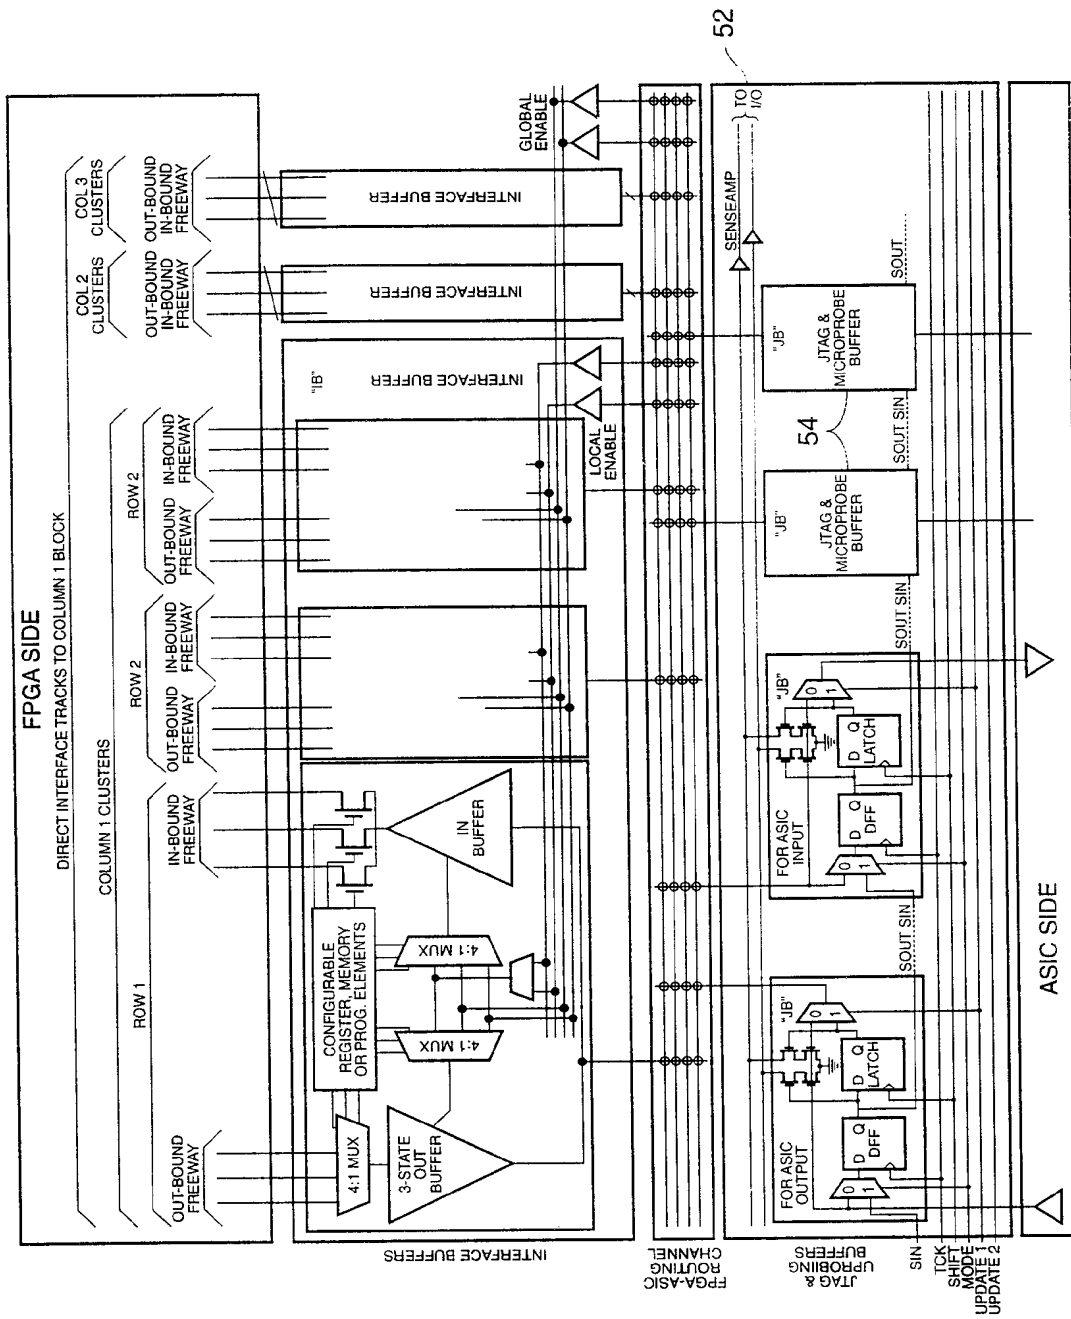 FPGA SIDE
DIRECT INTERFACE TRACKS TO COLUMN 1 BLOCK
COLUMN 1 CLUSTERS
COL 2
CLUSTERS
COL 3
CLUSTERS
ROW 1
ROW 2
ROW 2
OUT-BOUND
FREEWAY
IN-BOUND
FREEWAY
OUT-BOUND
FREEWAY
IN-BOUND
FREEWAY
OUT-BOUND
FREEWAY
IN-BOUND
FREEWAY
OUT-BOUND
IN-BOUND
FREEWAY
OUT-BOUND
IN-BOUND
FREEWAY
4:1 MUX
CONFIGURABLE
REGISTER, MEMORY
OR PROG. ELEMENTS
3-STATE
OUT
BUFFER
4:1 MUX
4:1 MUX
IN
BUFFER
"IB"
INTERFACE BUFFER
INTERFACE BUFFER
INTERFACE BUFFER
LOCAL
ENABLE
GLOBAL
ENABLE
INTERFACE BUFFERS
FPGA-ASIC
ROUTING
CHANNEL
JTAG &
UPROBIING
BUFFERS
52
TO
I/O
SENSEAMP
FOR ASIC
OUTPUT
"JB"
0
1
D Q
DFF
D Q
LATCH
0
1
SOUT SIN
FOR ASIC
INPUT
"JB"
0
1
D Q
DFF
D Q
LATCH
0
1
SOUT SIN
"JB"
JTAG &
MICROPROBE
BUFFER
54
SOUT SIN
"JB"
JTAG &
MICROPROBE
BUFFER
SOUT
SIN
TCK
SHIFT
MODE
UPDATE 1
UPDATE 2
ASIC SIDE